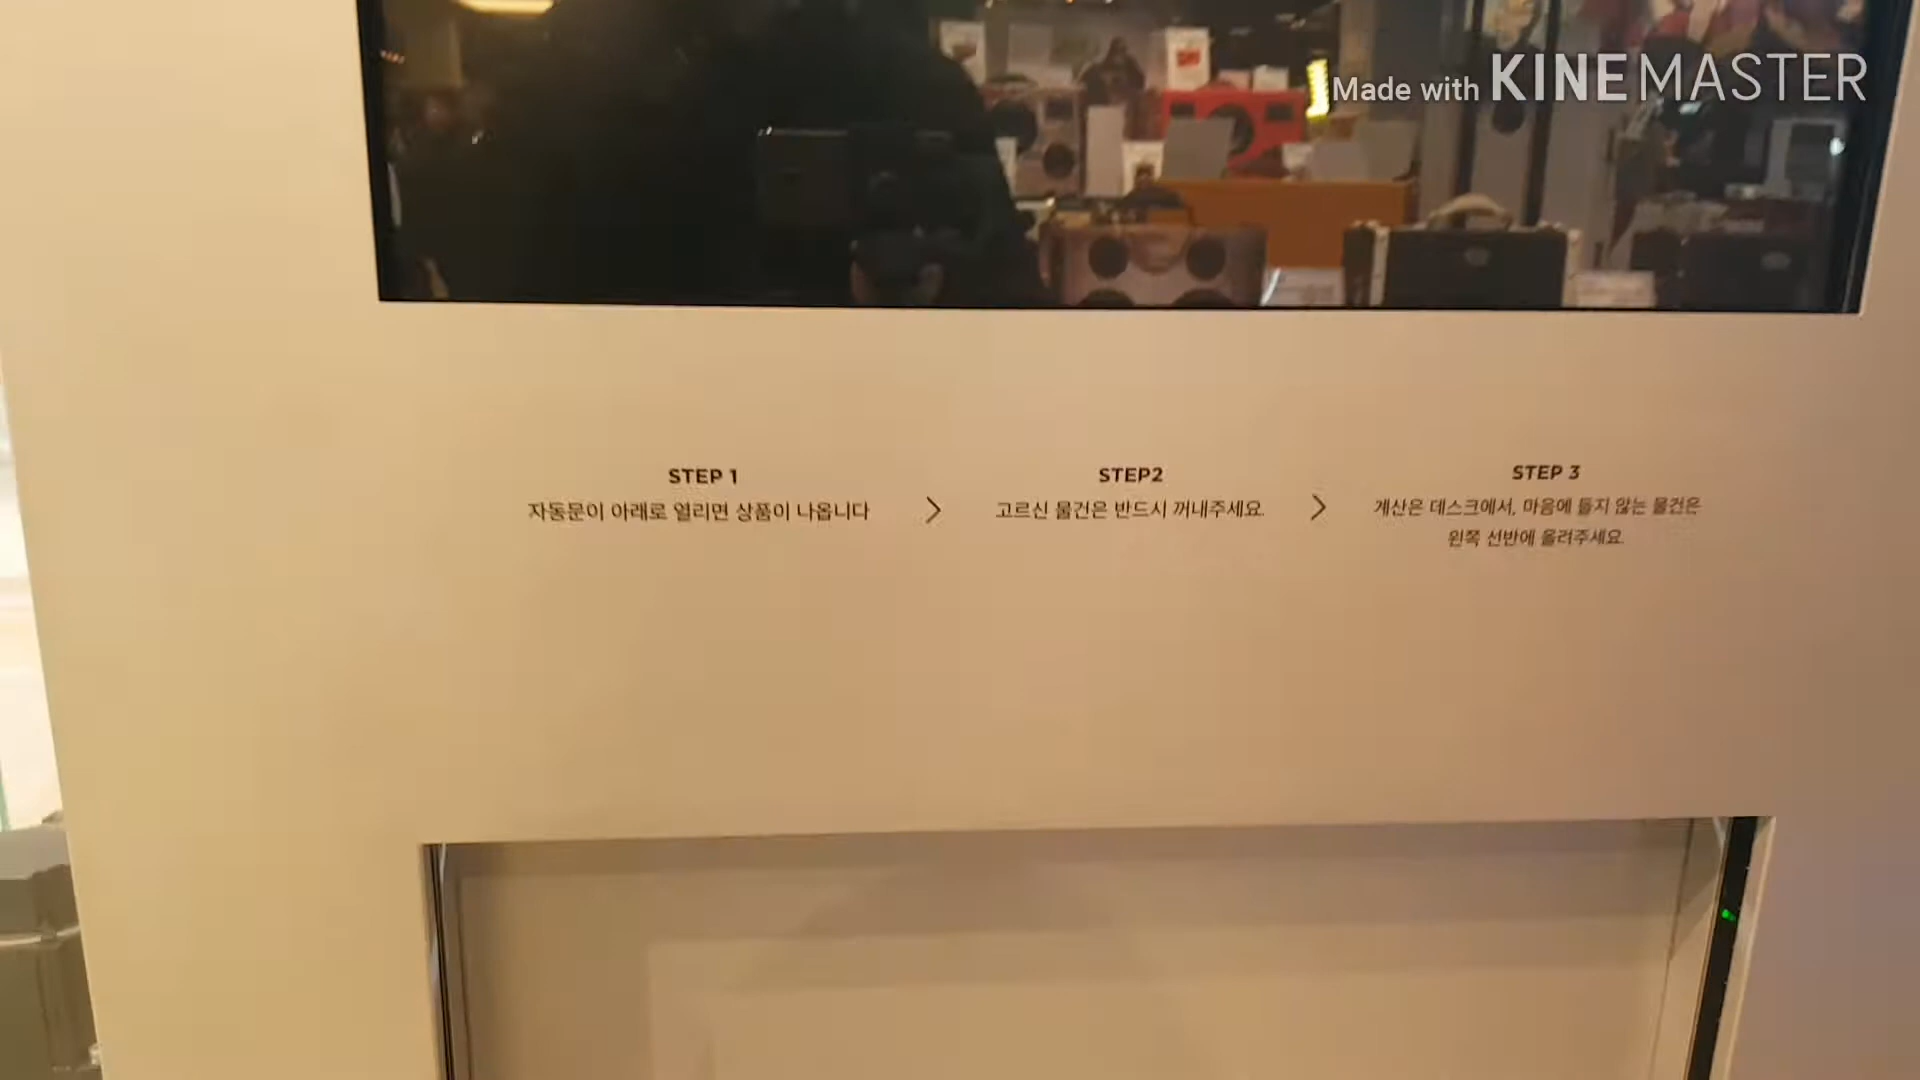 Made with KINEMASTER
STEP 1
자동문이 아래로 열리면 상품이 나옵니다
STEP2
고르신 물건은 반드시 꺼내주세요.
STEP 3
계산은 데스크에서, 마음에 들지 않는 물건은
왼쪽 선반에 올려주세요.